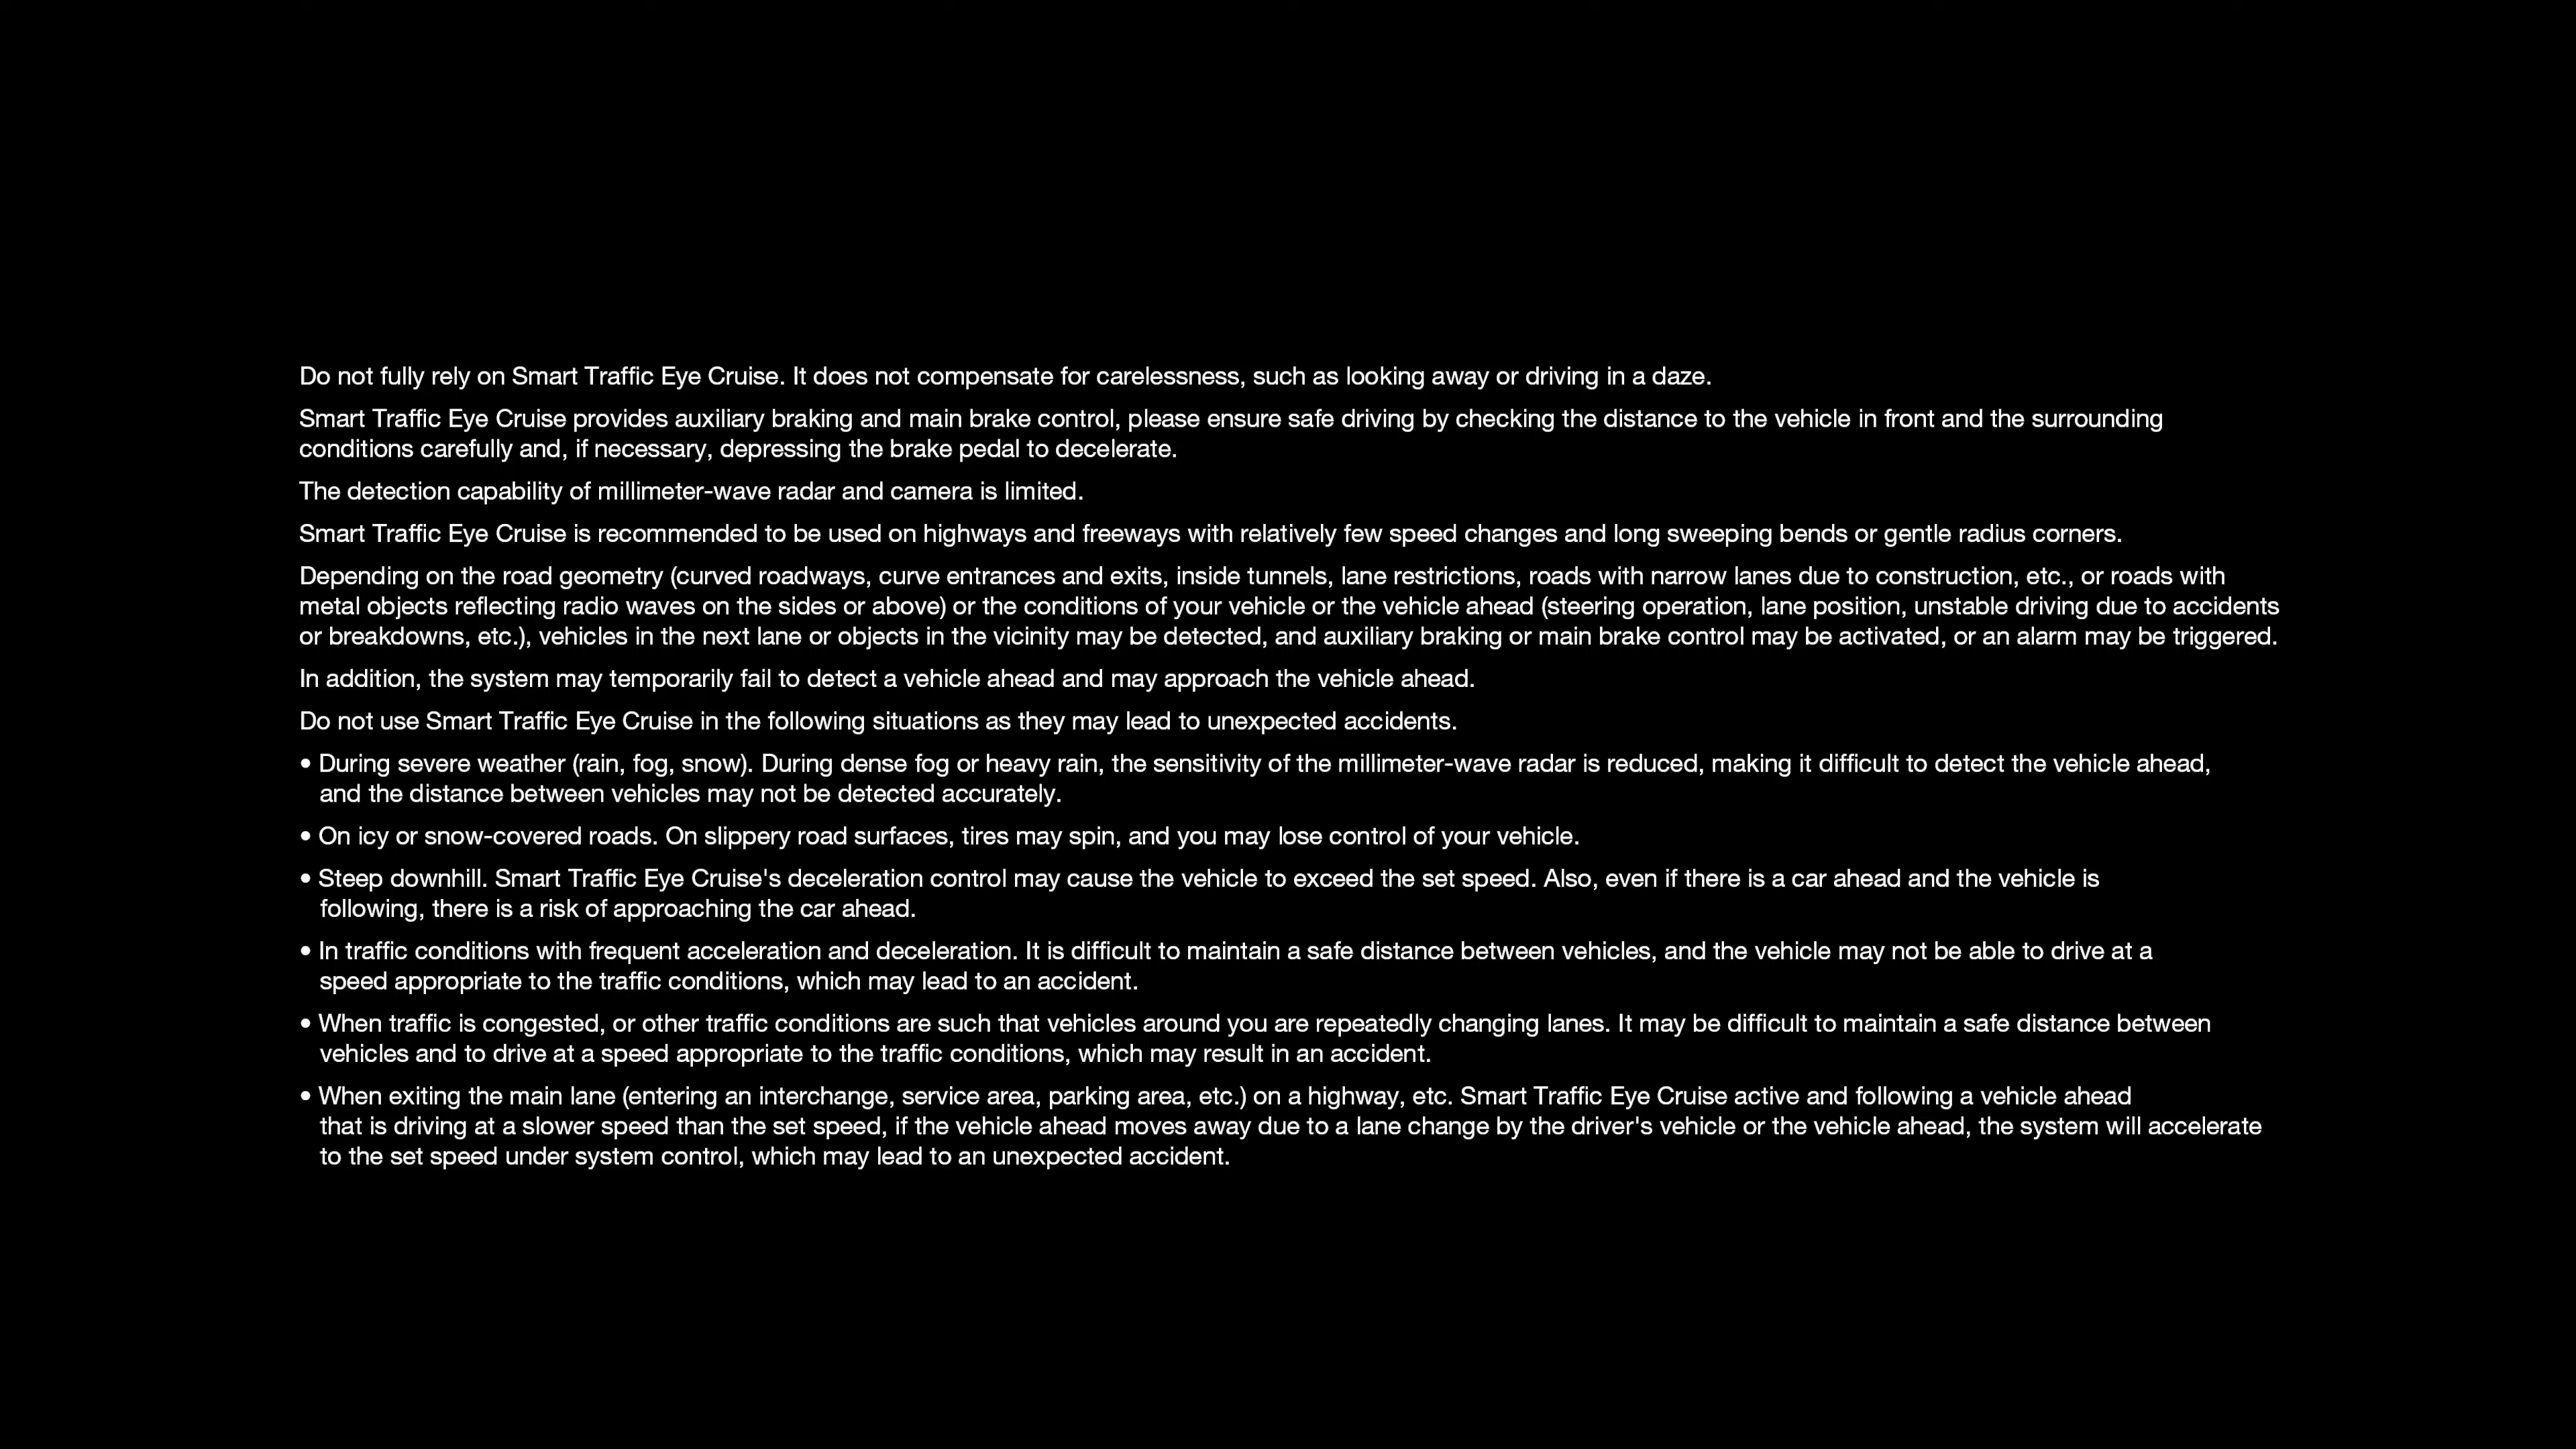 Do not fully rely on Smart Traffic Eye Cruise. It does not compensate for carelessness, such as looking away or driving in a daze.
Smart Traffic Eye Cruise provides auxiliary braking and main brake control, please ensure safe driving by checking the distance to the vehicle in front and the surrounding
conditions carefully and, if necessary, depressing the brake pedal to decelerate.
The detection capability of millimeter-wave radar and camera is limited.
Smart Traffic Eye Cruise is recommended to be used on highways and freeways with relatively few speed changes and long sweeping bends or gentle radius corners.
Depending on the road geometry (curved roadways, curve entrances and exits, inside tunnels, lane restrictions, roads with narrow lanes due to construction, etc., or roads with
metal objects reflecting radio waves on the sides or above) or the conditions of your vehicle or the vehicle ahead (steering operation, lane position, unstable driving due to accidents
or breakdowns, etc.), vehicles in the next lane or objects in the vicinity may be detected, and auxiliary braking or main brake control may be activated, or an alarm may be triggered.
In addition, the system may temporarily fail to detect a vehicle ahead and may approach the vehicle ahead.
Do not use Smart Traffic Eye Cruise in the following situations as they may lead to unexpected accidents.
• During severe weather (rain, fog, snow). During dense fog or heavy rain, the sensitivity of the millimeter-wave radar is reduced, making it difficult to detect the vehicle ahead,
and the distance between vehicles may not be detected accurately.
• On icy or snow-covered roads. On slippery road surfaces, tires may spin, and you may lose control of your vehicle.
• Steep downhill. Smart Traffic Eye Cruise's deceleration control may cause the vehicle to exceed the set speed. Also, even if there is a car ahead and the vehicle is
following, there is a risk of approaching the car ahead.
• In traffic conditions with frequent acceleration and deceleration. It is difficult to maintain a safe distance between vehicles, and the vehicle may not be able to drive at a
speed appropriate to the traffic conditions, which may lead to an accident.
• When traffic is congested, or other traffic conditions are such that vehicles around you are repeatedly changing lanes. It may be difficult to maintain a safe distance between
vehicles and to drive at a speed appropriate to the traffic conditions, which may result in an accident.
• When exiting the main lane (entering an interchange, service area, parking area, etc.) on a highway, etc. Smart Traffic Eye Cruise active and following a vehicle ahead
that is driving at a slower speed than the set speed, if the vehicle ahead moves away due to a lane change by the driver's vehicle or the vehicle ahead, the system will accelerate
to the set speed under system control, which may lead to an unexpected accident.